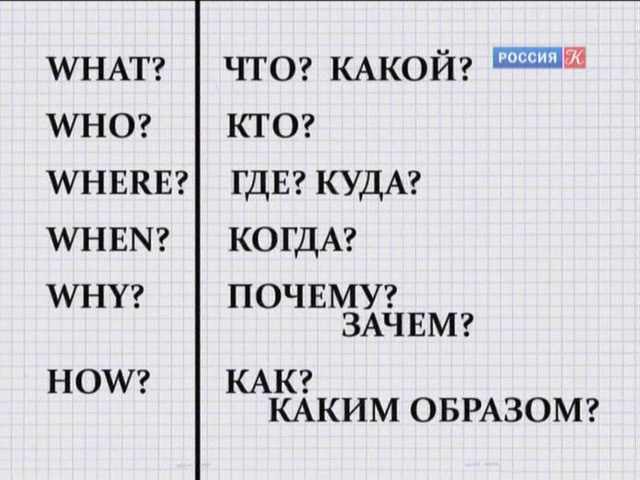 WHAT? ЧТО? КАКОЙ? РОССИЯ К
WHO? КТО?
WHERE? ГДЕ? КУДА?
WHEN? КОГДА?
WHY? ПОЧЕМУ?
ЗАЧЕМ?
HOW? КАК?
КАКИМ ОБРАЗОМ?